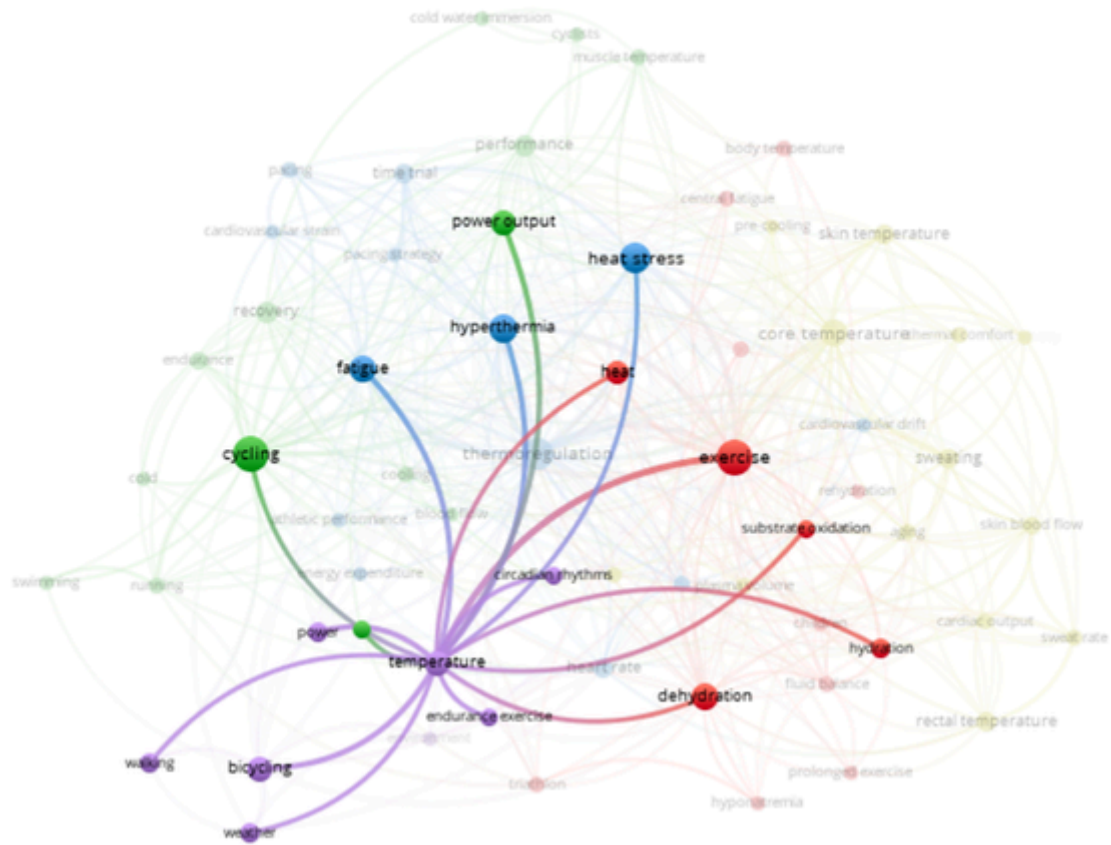 cold water immersion
cyclists
muscle temperature
performance
body temperature
pacing
time trial
central fatigue
power output
pre cooling
cardiovascular strain
skin temperature
pacing strategy
heat stress
recovery
hyperthermia
core temperature
thermal comfort
endurance
fatigue
heat
cardiovascular drift
cycling
thermoregulation
exercise
sweating
cold
cooling
rehydration
athletic performance
blood flow
substrate oxidation
skin blood flow
aging
energy expenditure
circadian rhythms
swimming
running
plasma volume
children
cardiac output
power
sweat rate
hydration
temperature
heart rate
fluid balance
dehydration
endurance exercise
rectal temperature
environment
walking
bicycling
prolonged exercise
triathlon
hyponatremia
weather